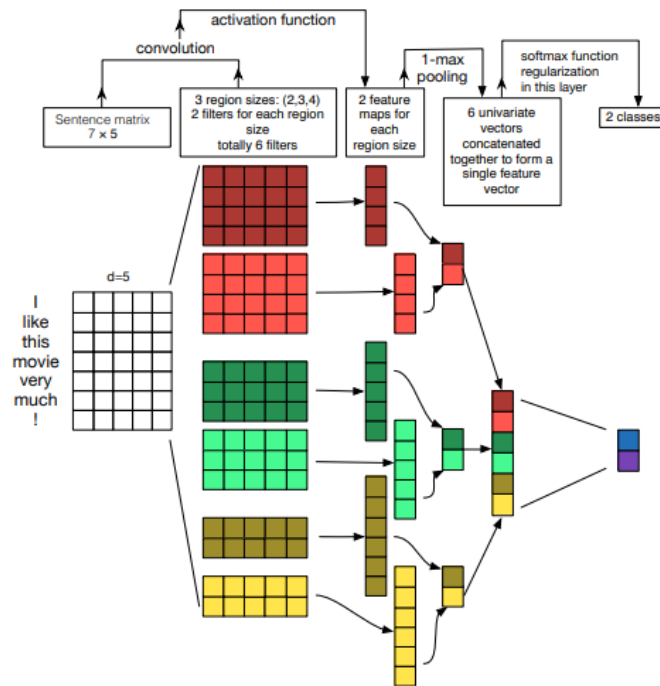 activation function
convolution
1-max
pooling
softmax function
regularization
in this layer
Sentence matrix
7 × 5
3 region sizes: (2,3,4)
2 filters for each region
size
totally 6 filters
2 feature
maps for
each
region size
6 univariate
vectors
concatenated
together to form a
single feature
vector
2 classes
d=5
I
like
this
movie
very
much
!